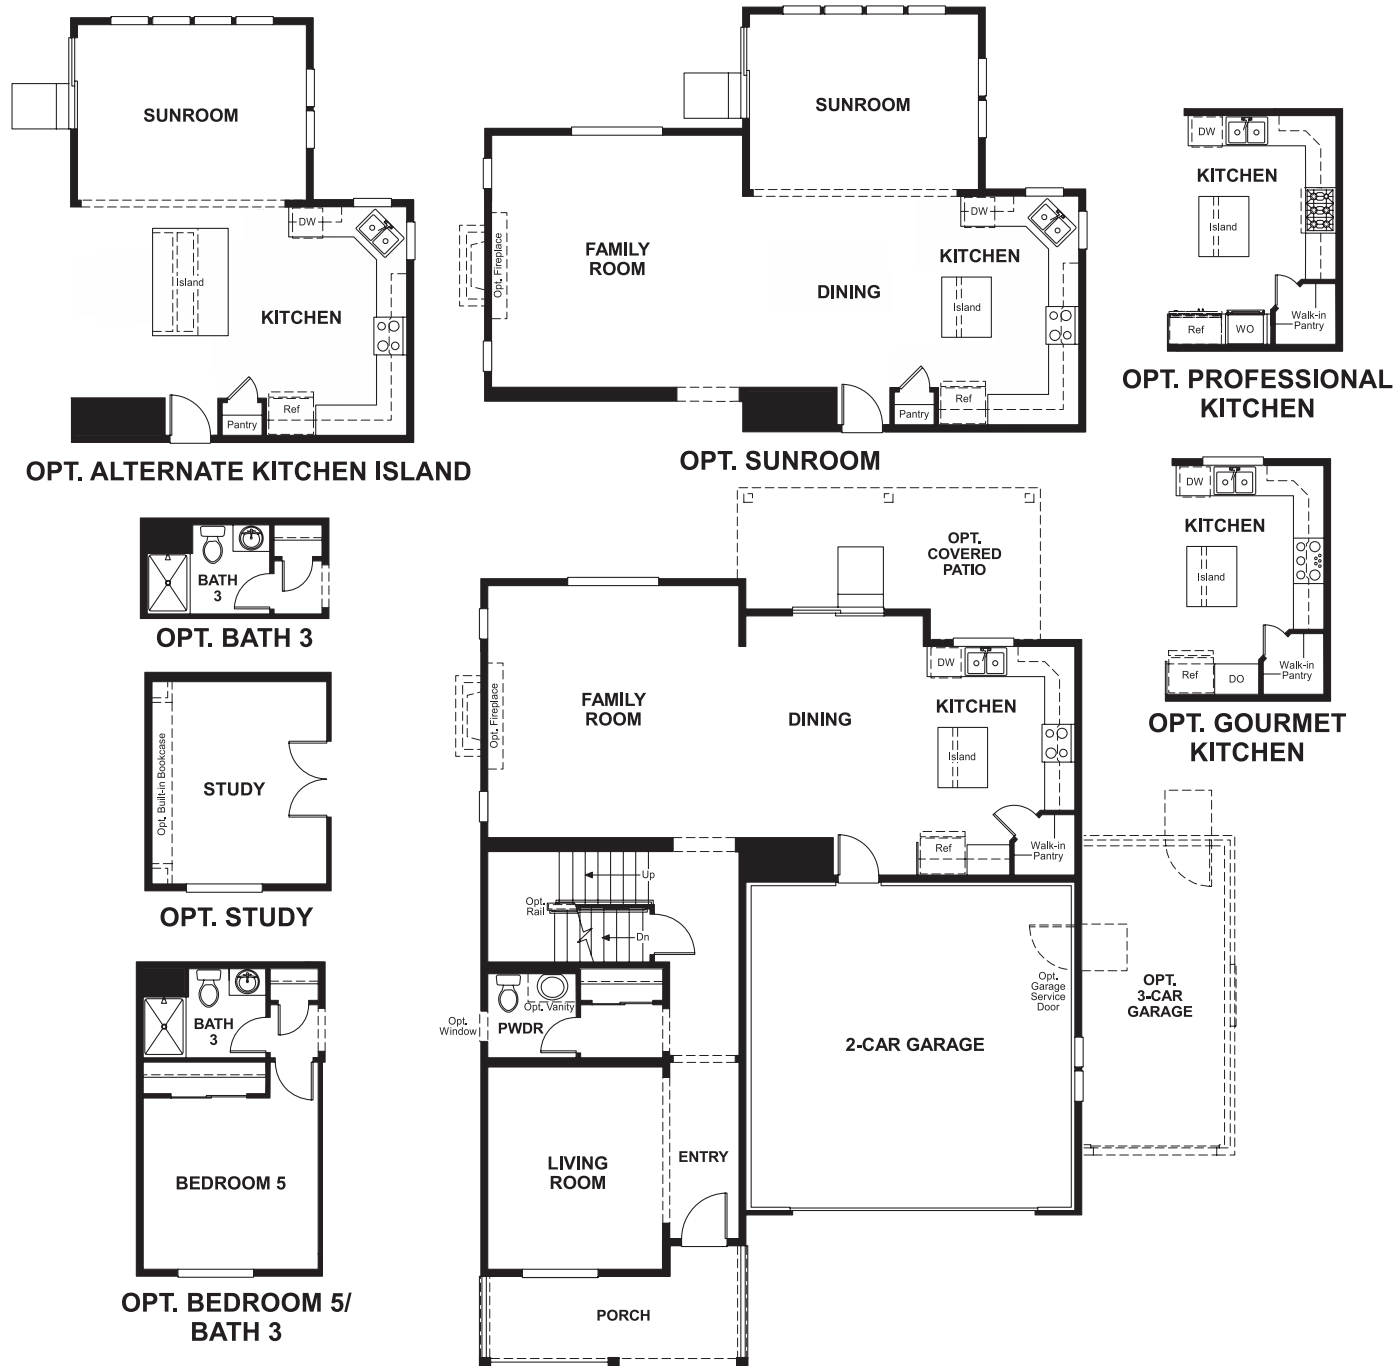 SUNROOM
DW
Island
KITCHEN
Ref
Pantry
OPT. ALTERNATE KITCHEN ISLAND
SUNROOM
FAMILY
ROOM
Opt. Fireplace
DINING
DW
KITCHEN
Island
Ref
Pantry
OPT. SUNROOM
DW
KITCHEN
Island
Ref
WO
Walk-in
Pantry
OPT. PROFESSIONAL
KITCHEN
DW
KITCHEN
Island
Ref
DO
Walk-in
Pantry
OPT. GOURMET
KITCHEN
BATH
3
OPT. BATH 3
Opt. Built-in Bookcase
STUDY
OPT. STUDY
BATH
3
BEDROOM 5
OPT. BEDROOM 5/
BATH 3
OPT.
COVERED
PATIO
FAMILY
ROOM
Opt. Fireplace
DINING
DW
KITCHEN
Island
Ref
Walk-in
Pantry
Up
Opt.
Rail
Dn
Opt. Vanity
Opt.
Window
PWDR
Opt.
Garage
Service
Door
OPT.
3-CAR
GARAGE
2-CAR GARAGE
LIVING
ROOM
ENTRY
PORCH